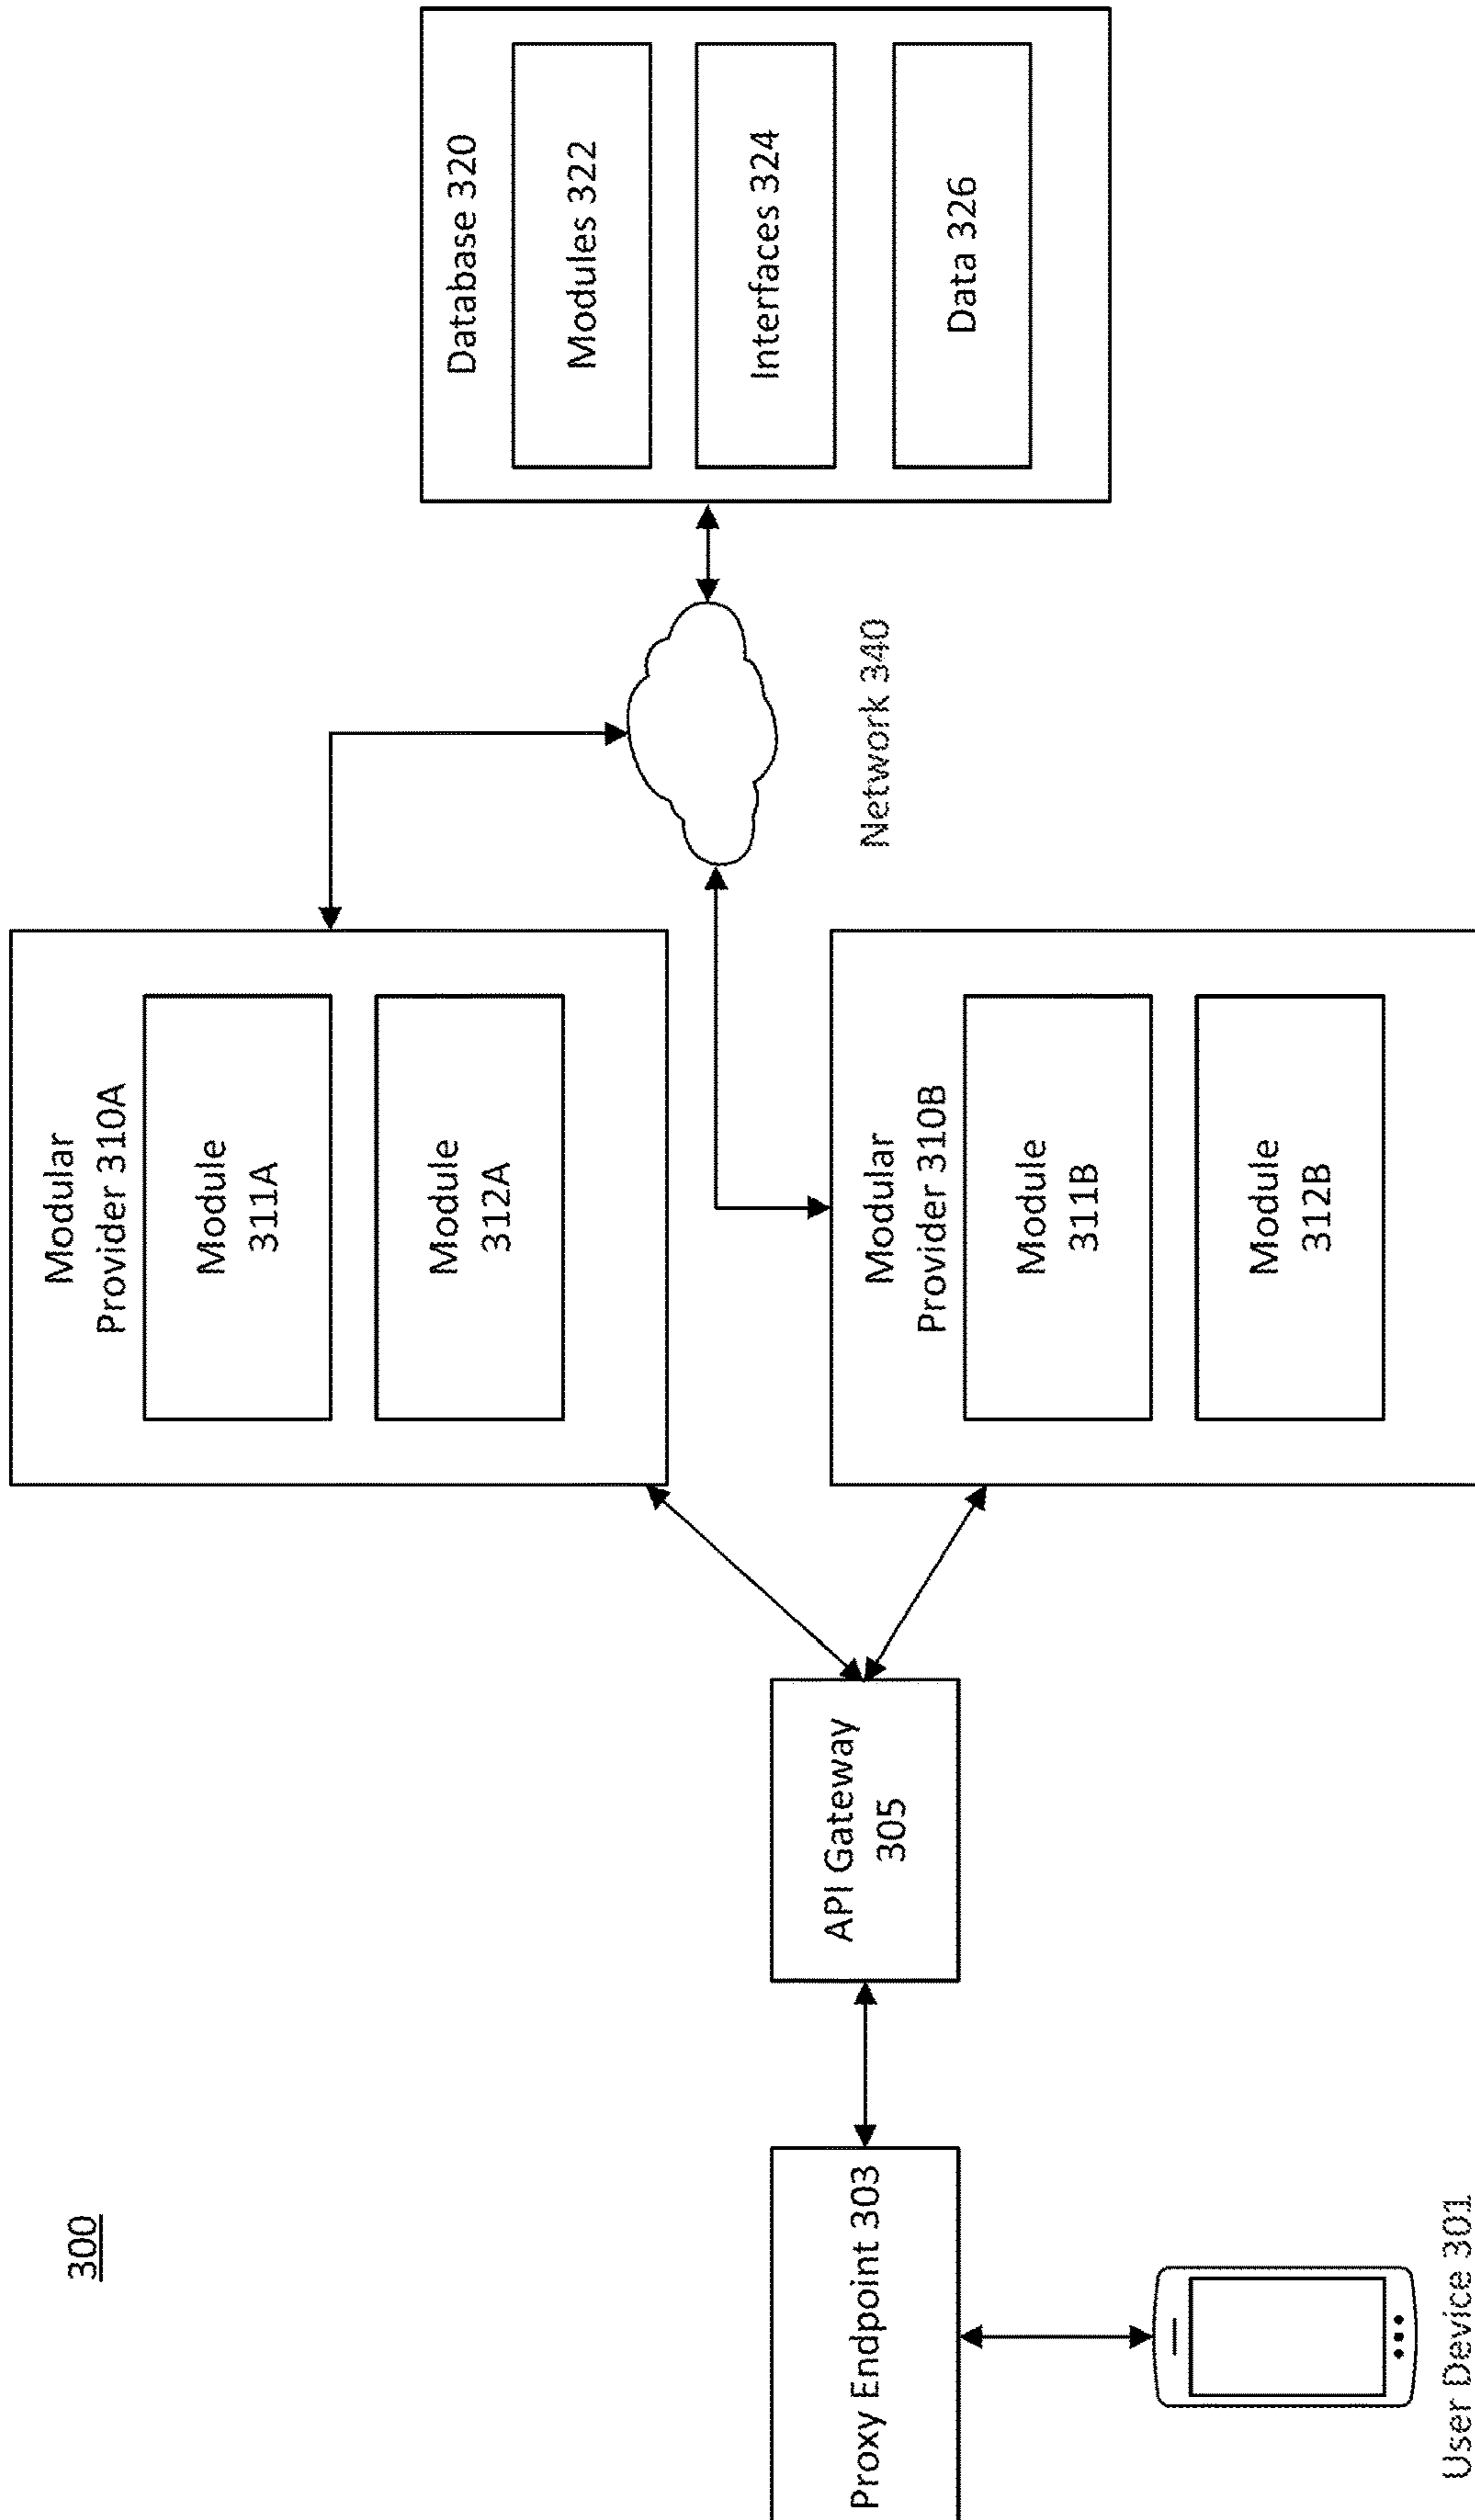 300
Modular
Provider 310A
Module
311A
Module
312A
Modular
Provider 310B
Module
311B
Module
312B
Database 320
Modules 322
Interfaces 324
Data 326
Network 340
API Gateway
305
Proxy Endpoint 303
User Device 301